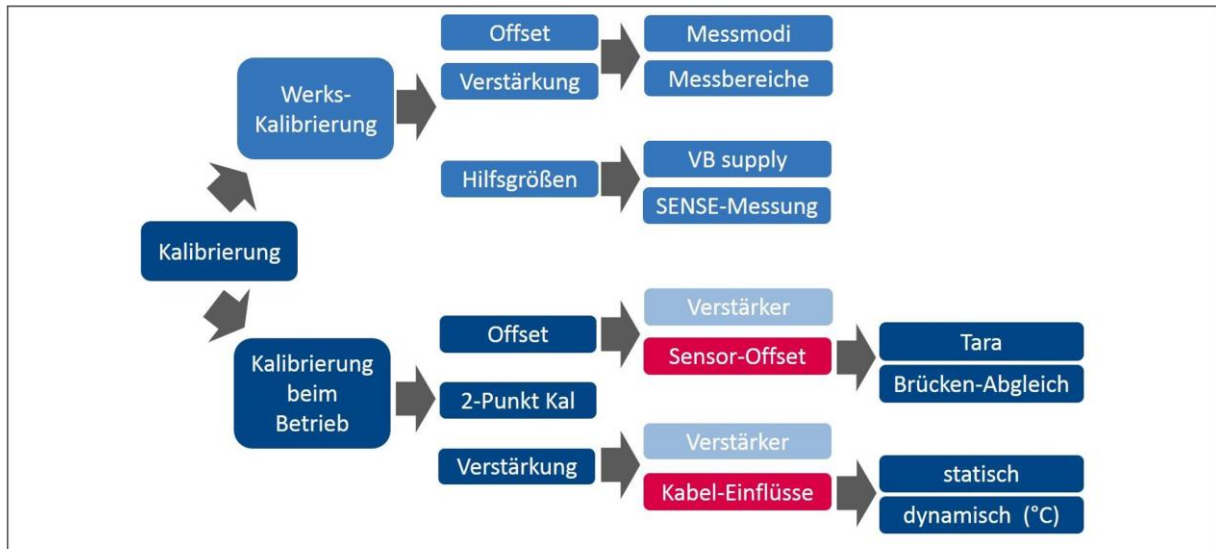 Offset
Verstärkung
Messmodi
Messbereiche
Werks-
Kalibrierung
Hilfsgrößen
VB supply
SENSE-Messung
Kalibrierung
Kalibrierung
beim
Betrieb
Offset
2-Punkt Kal
Verstärkung
Verstärker
Sensor-Offset
Tara
Brücken-Abgleich
Verstärker
Kabel-Einflüsse
statisch
dynamisch (°C)